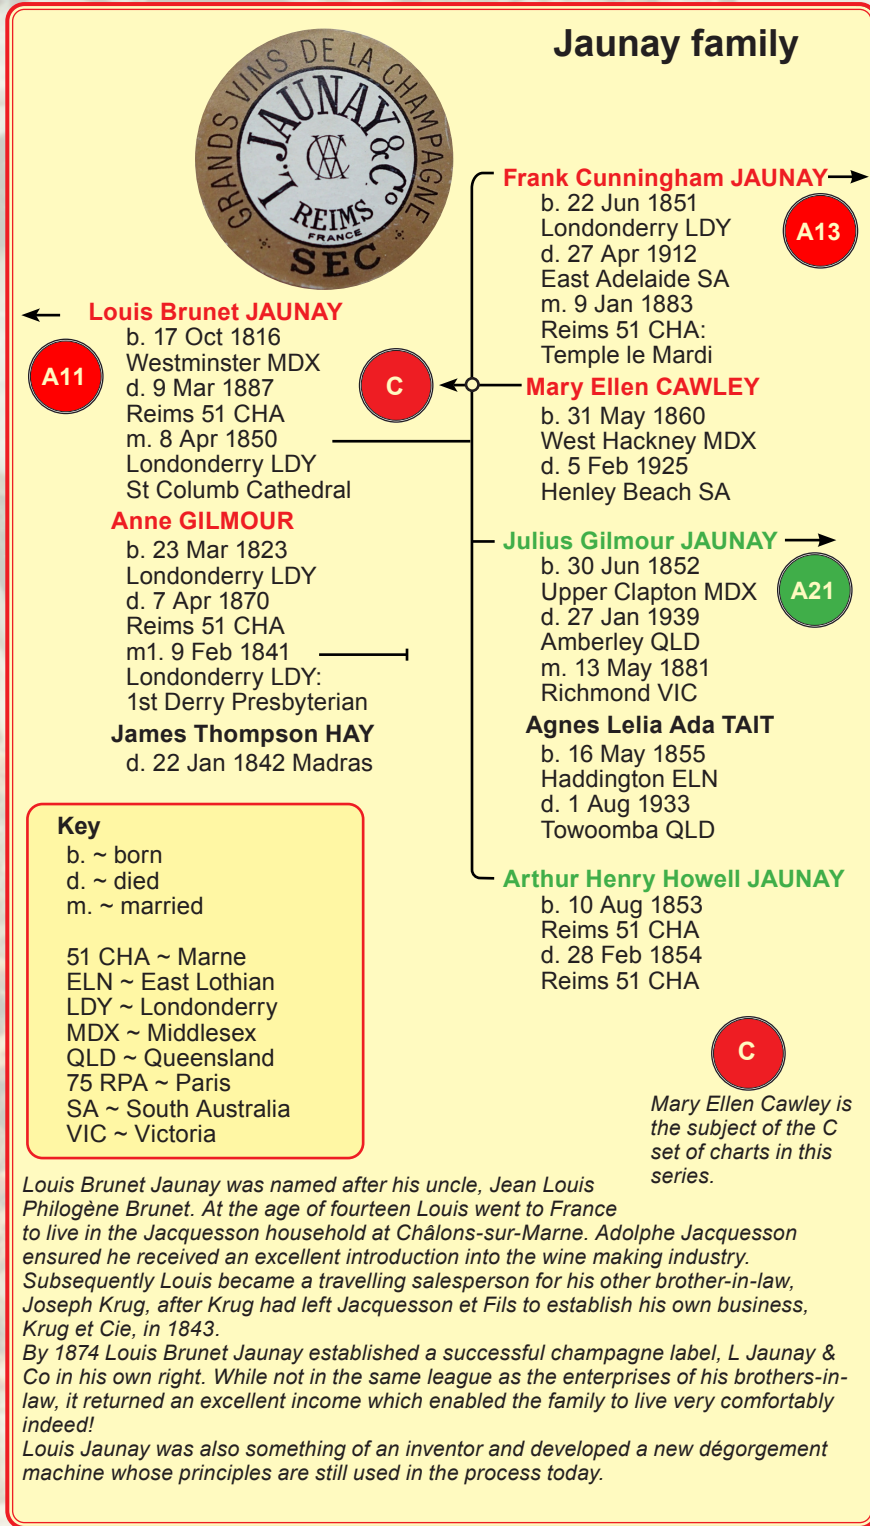 Jaunay family
GRANDS VINS DE LA CHAMPAGNE
L. JAUNAY & Co
REIMS
FRANCE
SEC
Louis Brunet JAUNAY
b. 17 Oct 1816
Westminster MDX
d. 9 Mar 1887
Reims 51 CHA
m. 8 Apr 1850
Londonderry LDY
St Columb Cathedral
A11
C
Anne GILMOUR
b. 23 Mar 1823
Londonderry LDY
d. 7 Apr 1870
Reims 51 CHA
m1. 9 Feb 1841
Londonderry LDY:
1st Derry Presbyterian
James Thompson HAY
d. 22 Jan 1842 Madras
Frank Cunningham JAUNAY
b. 22 Jun 1851
Londonderry LDY
d. 27 Apr 1912
East Adelaide SA
m. 9 Jan 1883
Reims 51 CHA:
Temple le Mardi
A13
Mary Ellen CAWLEY
b. 31 May 1860
West Hackney MDX
d. 5 Feb 1925
Henley Beach SA
Julius Gilmour JAUNAY
b. 30 Jun 1852
Upper Clapton MDX
d. 27 Jan 1939
Amberley QLD
m. 13 May 1881
Richmond VIC
A21
Agnes Lelia Ada TAIT
b. 16 May 1855
Haddington ELN
d. 1 Aug 1933
Towoomba QLD
Arthur Henry Howell JAUNAY
b. 10 Aug 1853
Reims 51 CHA
d. 28 Feb 1854
Reims 51 CHA
Key
b. ~ born
d. ~ died
m. ~ married
51 CHA ~ Marne
ELN ~ East Lothian
LDY ~ Londonderry
MDX ~ Middlesex
QLD ~ Queensland
75 RPA ~ Paris
SA ~ South Australia
VIC ~ Victoria
C
Mary Ellen Cawley is
the subject of the C
set of charts in this
series.
Louis Brunet Jaunay was named after his uncle, Jean Louis
Philogène Brunet. At the age of fourteen Louis went to France
to live in the Jacquesson household at Châlons-sur-Marne. Adolphe Jacquesson
ensured he received an excellent introduction into the wine making industry.
Subsequently Louis became a travelling salesperson for his other brother-in-law,
Joseph Krug, after Krug had left Jacquesson et Fils to establish his own business,
Krug et Cie, in 1843.
By 1874 Louis Brunet Jaunay established a successful champagne label, L Jaunay &
Co in his own right. While not in the same league as the enterprises of his brothers-in-
law, it returned an excellent income which enabled the family to live very comfortably
indeed!
Louis Jaunay was also something of an inventor and developed a new dégorgement
machine whose principles are still used in the process today.